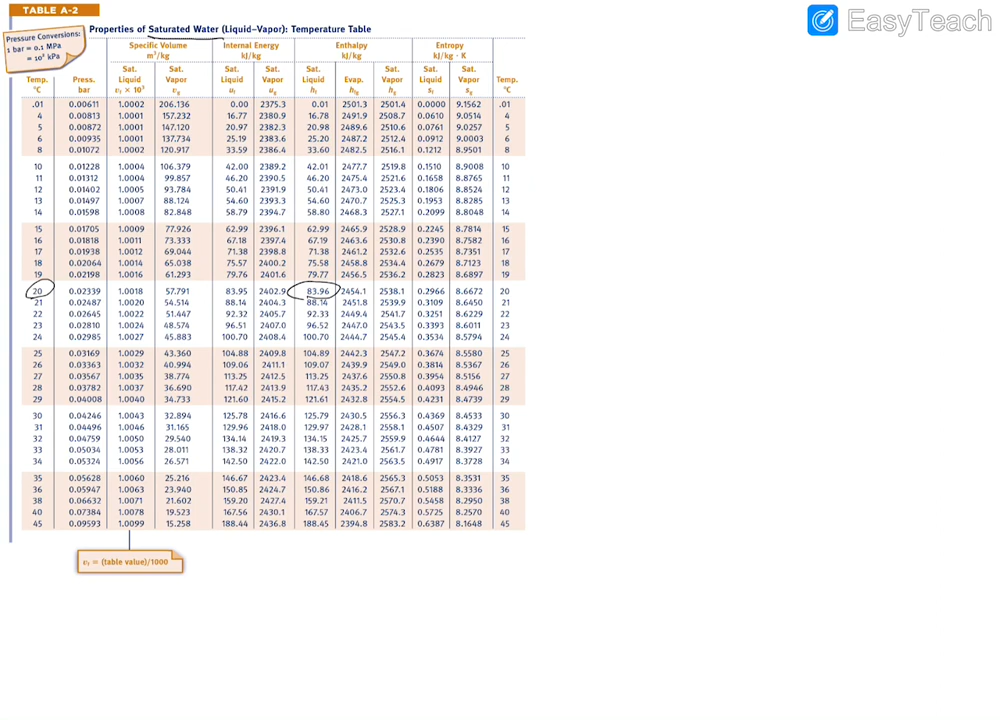 TABLE A-2
EasyTeach
Properties of Saturated Water (Liquid–Vapor): Temperature Table
Pressure Conversions:
1 bar = 0.1 MPa
= 10² kPa
Specific Volume Internal Energy Enthalpy Entropy
m³/kg kJ/kg kJ/kg kJ/kg · K
Sat. Sat. Sat. Sat. Sat. Sat. Sat. Sat.
Temp. Press. Liquid Vapor Liquid Vapor Liquid Evap. Vapor Liquid Vapor Temp.
°C bar vf × 10³ vg uf ug hf hfg hg sf sg °C
.01 0.00611 1.0002 206.136 0.00 2375.3 0.01 2501.3 2501.4 0.0000 9.1562 .01
4 0.00813 1.0001 157.232 16.77 2380.9 16.78 2491.9 2508.7 0.0610 9.0514 4
5 0.00872 1.0001 147.120 20.97 2382.3 20.98 2489.6 2510.6 0.0761 9.0257 5
6 0.00935 1.0001 137.734 25.19 2383.6 25.20 2487.2 2512.4 0.0912 9.0003 6
8 0.01072 1.0002 120.917 33.59 2386.4 33.60 2482.5 2516.1 0.1212 8.9501 8
10 0.01228 1.0004 106.379 42.00 2389.2 42.01 2477.7 2519.8 0.1510 8.9008 10
11 0.01312 1.0004 99.857 46.20 2390.5 46.20 2475.4 2521.6 0.1658 8.8765 11
12 0.01402 1.0005 93.784 50.41 2391.9 50.41 2473.0 2523.4 0.1806 8.8524 12
13 0.01497 1.0007 88.124 54.60 2393.3 54.60 2470.7 2525.3 0.1953 8.8285 13
14 0.01598 1.0008 82.848 58.79 2394.7 58.80 2468.3 2527.1 0.2099 8.8048 14
15 0.01705 1.0009 77.926 62.99 2396.1 62.99 2465.9 2528.9 0.2245 8.7814 15
16 0.01818 1.0011 73.333 67.18 2397.4 67.19 2463.6 2530.8 0.2390 8.7582 16
17 0.01938 1.0012 69.044 71.38 2398.8 71.38 2461.2 2532.6 0.2535 8.7351 17
18 0.02064 1.0014 65.038 75.57 2400.2 75.58 2458.8 2534.4 0.2679 8.7123 18
19 0.02198 1.0016 61.293 79.76 2401.6 79.77 2456.5 2536.2 0.2823 8.6897 19
20 0.02339 1.0018 57.791 83.95 2402.9 83.96 2454.1 2538.1 0.2966 8.6672 20
21 0.02487 1.0020 54.514 88.14 2404.3 88.14 2451.8 2539.9 0.3109 8.6450 21
22 0.02645 1.0022 51.447 92.32 2405.7 92.33 2449.4 2541.7 0.3251 8.6229 22
23 0.02810 1.0024 48.574 96.51 2407.0 96.52 2447.0 2543.5 0.3393 8.6011 23
24 0.02985 1.0027 45.883 100.70 2408.4 100.70 2444.7 2545.4 0.3534 8.5794 24
25 0.03169 1.0029 43.360 104.88 2409.8 104.89 2442.3 2547.2 0.3674 8.5580 25
26 0.03363 1.0032 40.994 109.06 2411.1 109.07 2439.9 2549.0 0.3814 8.5367 26
27 0.03567 1.0035 38.774 113.25 2412.5 113.25 2437.6 2550.8 0.3954 8.5156 27
28 0.03782 1.0037 36.690 117.42 2413.9 117.43 2435.2 2552.6 0.4093 8.4946 28
29 0.04008 1.0040 34.733 121.60 2415.2 121.61 2432.8 2554.5 0.4231 8.4739 29
30 0.04246 1.0043 32.894 125.78 2416.6 125.79 2430.5 2556.3 0.4369 8.4533 30
31 0.04496 1.0046 31.165 129.96 2418.0 129.97 2428.1 2558.1 0.4507 8.4329 31
32 0.04759 1.0050 29.540 134.14 2419.3 134.15 2425.7 2559.9 0.4644 8.4127 32
33 0.05034 1.0053 28.011 138.32 2420.7 138.33 2423.4 2561.7 0.4781 8.3927 33
34 0.05324 1.0056 26.571 142.50 2422.0 142.50 2421.0 2563.5 0.4917 8.3728 34
35 0.05628 1.0060 25.216 146.67 2423.4 146.68 2418.6 2565.3 0.5053 8.3531 35
36 0.05947 1.0063 23.940 150.85 2424.7 150.86 2416.2 2567.1 0.5188 8.3336 36
38 0.06632 1.0071 21.602 159.20 2427.4 159.21 2411.5 2570.7 0.5458 8.2950 38
40 0.07384 1.0078 19.523 167.56 2430.1 167.57 2406.7 2574.3 0.5725 8.2570 40
45 0.09593 1.0099 15.258 188.44 2436.8 188.45 2394.8 2583.2 0.6387 8.1648 45
vf = (table value)/1000